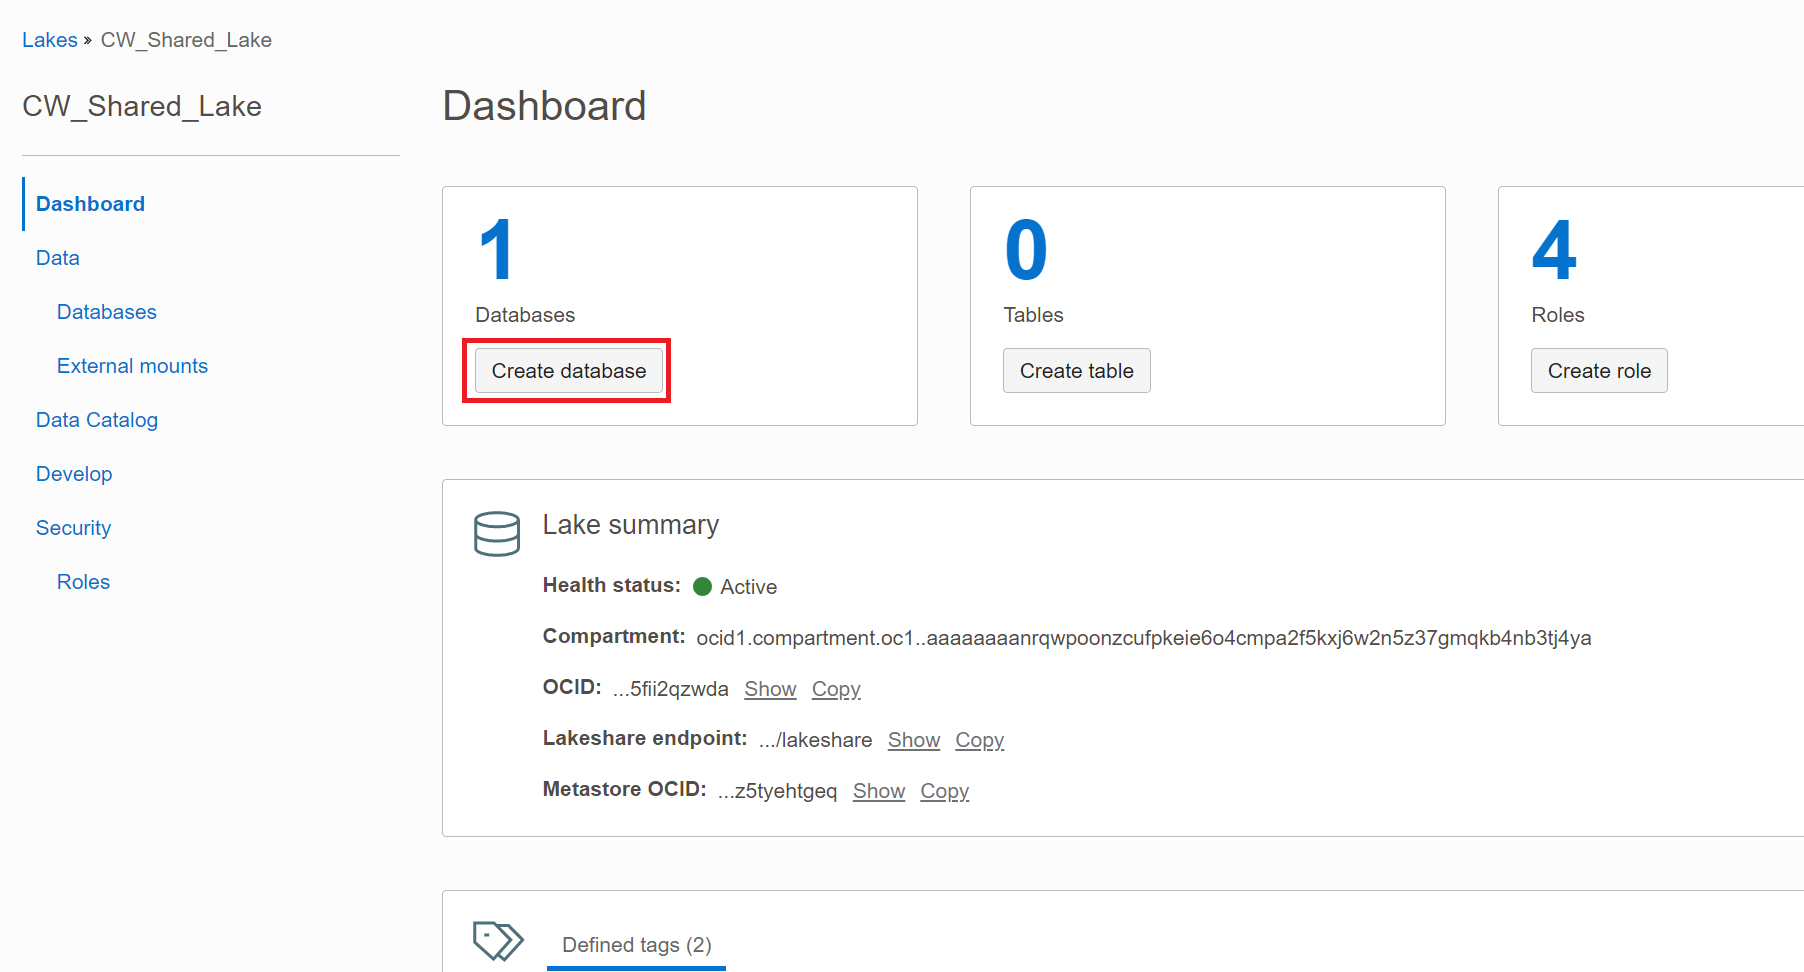 Lakes » CW_Shared_Lake
CW_Shared_Lake
Dashboard
Data
Databases
External mounts
Data Catalog
Develop
Security
Roles
Dashboard
1
Databases
Create database
0
Tables
Create table
4
Roles
Create role
Lake summary
Health status: Active
Compartment: ocid1.compartment.oc1..aaaaaaaanrqwpoonzcufpkeie6o4cmpa2f5kxj6w2n5z37gmqkb4nb3tj4ya
OCID: ...5fii2qzwda Show Copy
Lakeshare endpoint: .../lakeshare Show Copy
Metastore OCID: ...z5tyehtgeq Show Copy
Defined tags (2)